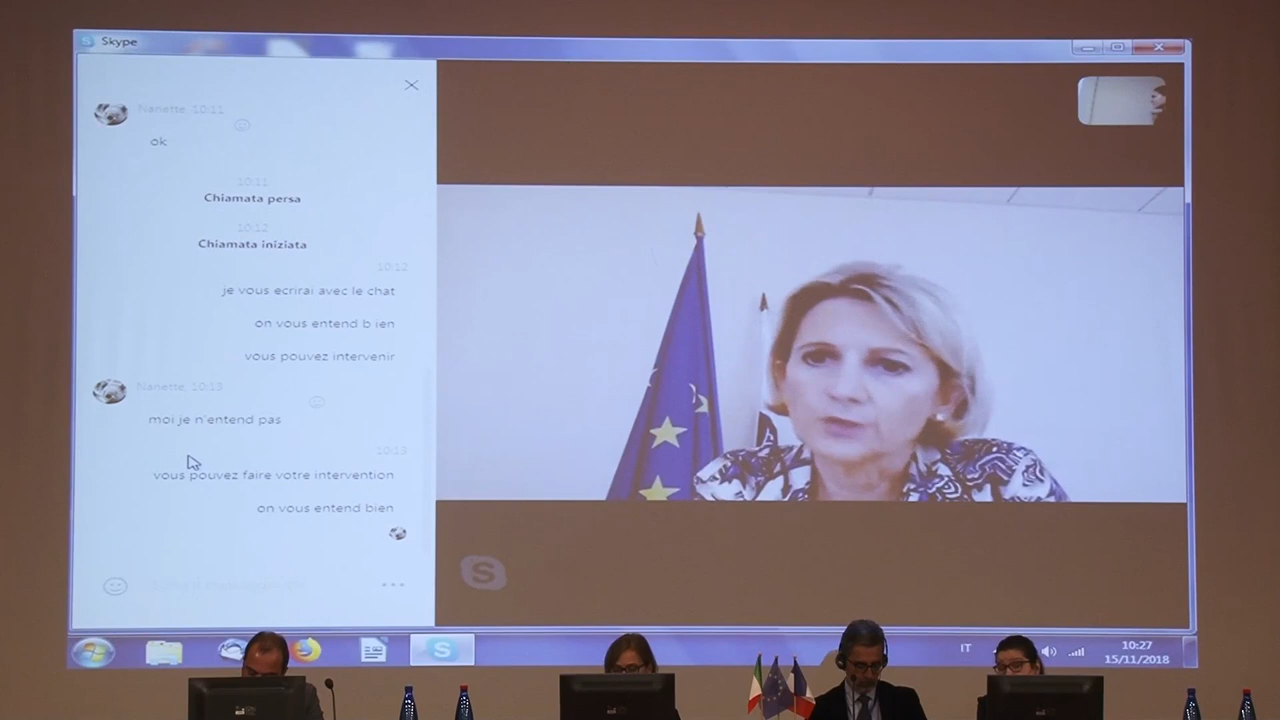 Skype
Nanette, 10:11
ok
10:11
Chiamata persa
10:12
Chiamata iniziata
10:12
je vous ecrirai avec le chat
on vous entend b ien
vous pouvez intervenir
Nanette, 10:13
moi je n'entend pas
10:13
vous pouvez faire votre intervention
on vous entend bien
S
S
IT
10:27
15/11/2018